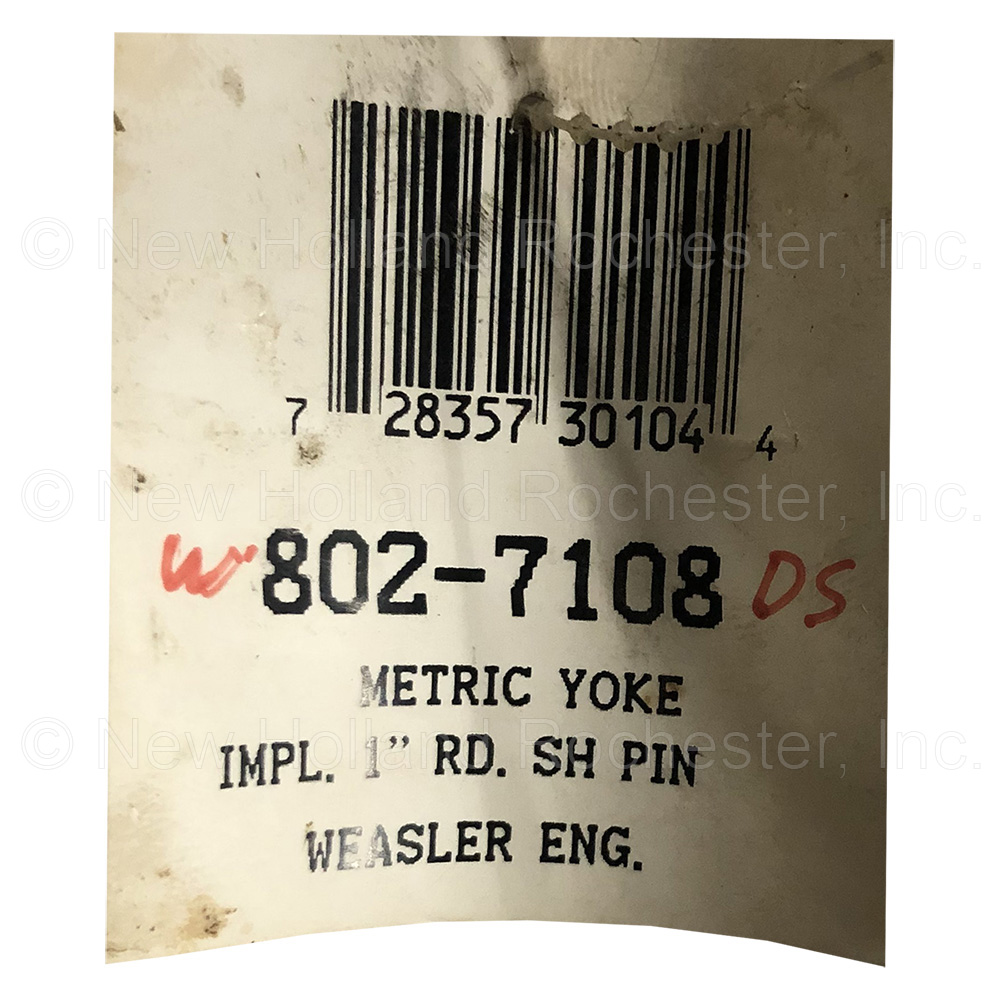 © New Holland Rochester, Inc.
7 28357 30104 4
© New Holland Rochester, Inc.
W 802-7108 DS
METRIC YOKE
© New Holland Rochester, Inc.
IMPL. 1" RD. SH PIN
WEASLER ENG.